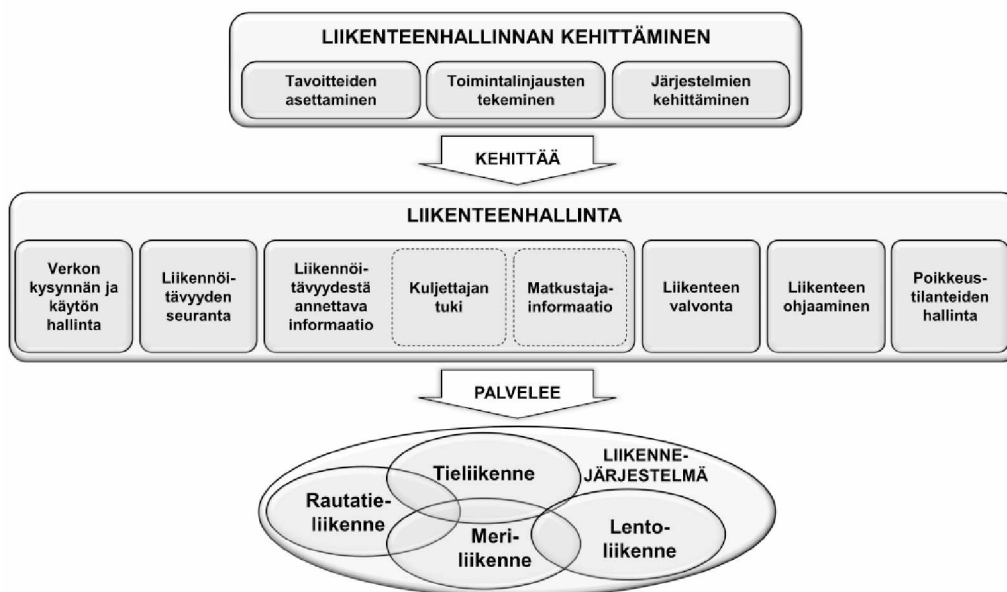 LIIKENTEENHALLINNAN KEHITTÄMINEN
Tavoitteiden
asettaminen
Toimintalinjausten
tekeminen
Järjestelmien
kehittäminen
KEHITTÄÄ
LIIKENTEENHALLINTA
Verkon
kysynnän ja
käytön
hallinta
Liikennöi-
tävyyden
seuranta
Liikennöi-
tävyydestä
annettava
informaatio
Kuljettajan
tuki
Matkustaja-
informaatio
Liikenteen
valvonta
Liikenteen
ohjaaminen
Poikkeus-
tilanteiden
hallinta
PALVELEE
LIIKENNE-
JÄRJESTELMÄ
Tieliikenne
Rautatie-
liikenne
Meri-
liikenne
Lento-
liikenne